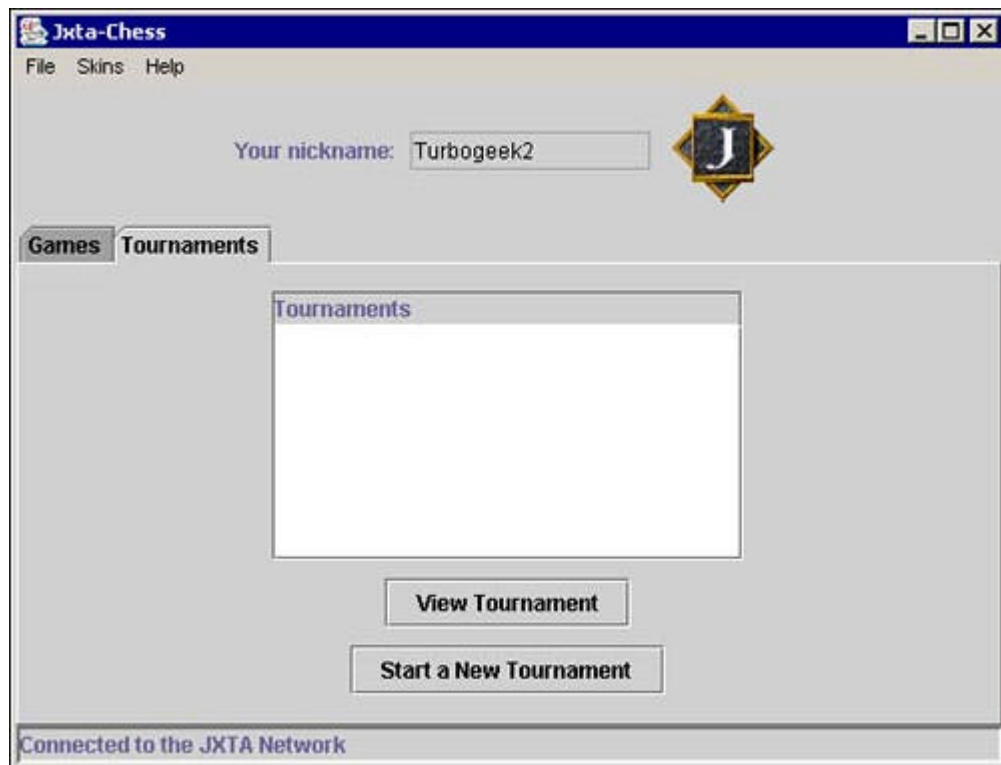 Jxta-Chess
File Skins Help
Your nickname: Turbogeek2
J
Games Tournaments
Tournaments
View Tournament
Start a New Tournament
Connected to the JXTA Network